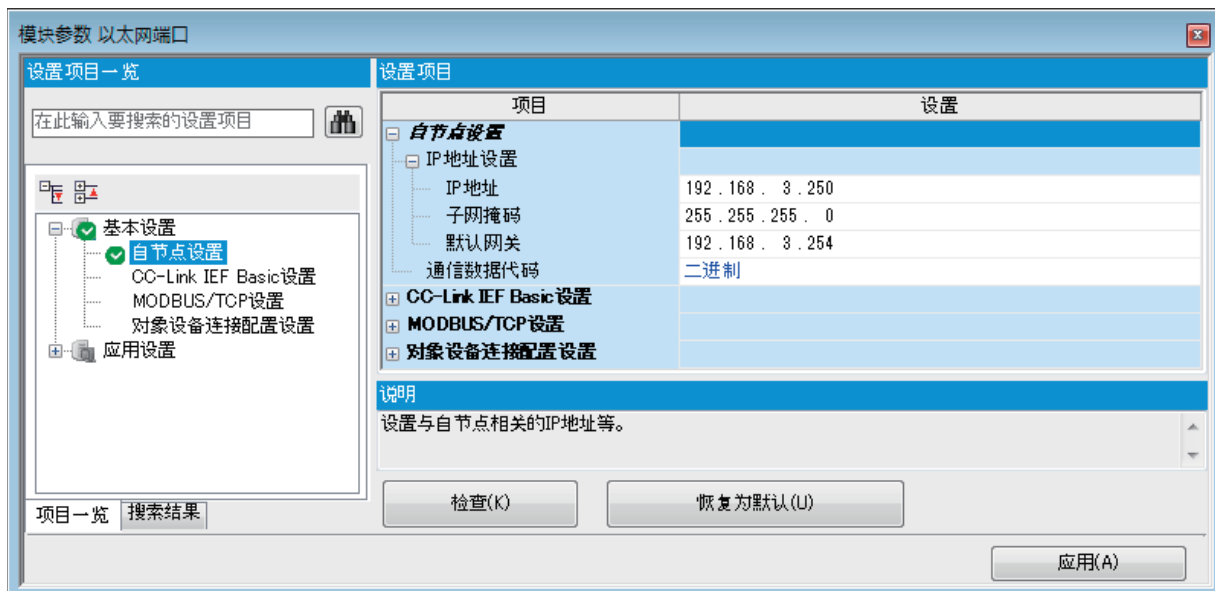 模块参数 以太网端口
设置项目一览
在此输入要搜索的设置项目
基本设置
自节点设置
CC-Link IEF Basic设置
MODBUS/TCP设置
对象设备连接配置设置
应用设置
项目一览 搜索结果
设置项目
项目 设置
自节点设置
IP地址设置
IP地址 192 . 168 . 3 . 250
子网掩码 255 . 255 . 255 . 0
默认网关 192 . 168 . 3 . 254
通信数据代码 二进制
CC-Link IEF Basic设置
MODBUS/TCP设置
对象设备连接配置设置
说明
设置与自节点相关的IP地址等。
检查(K) 恢复为默认(U)
应用(A)